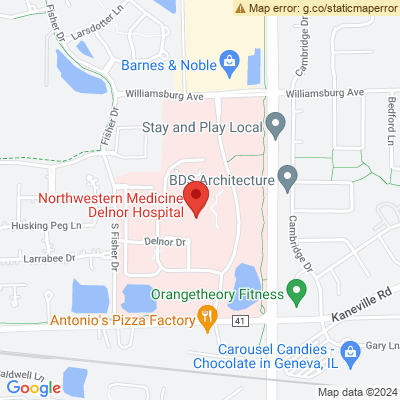 Map error: g.co/staticmaperror
Larsdotter Ln
Fisher Dr
Barnes & Noble
Cambridge Dr
Williamsburg Ave
Williamsburg Ave
Bedford Ln
Fisher Dr
Stay and Play Local
BDS Architecture
Northwestern Medicine
Delnor Hospital
Husking Peg Ln
S Fisher Dr
Delnor Dr
Cambridge Dr
Larrabee Dr
Orangetheory Fitness
Kaneville Rd
Antonio's Pizza Factory
41
Gary Ln
Carousel Candies -
Chocolate in Geneva, IL
Caldwell Ln
Google
Map data ©2024